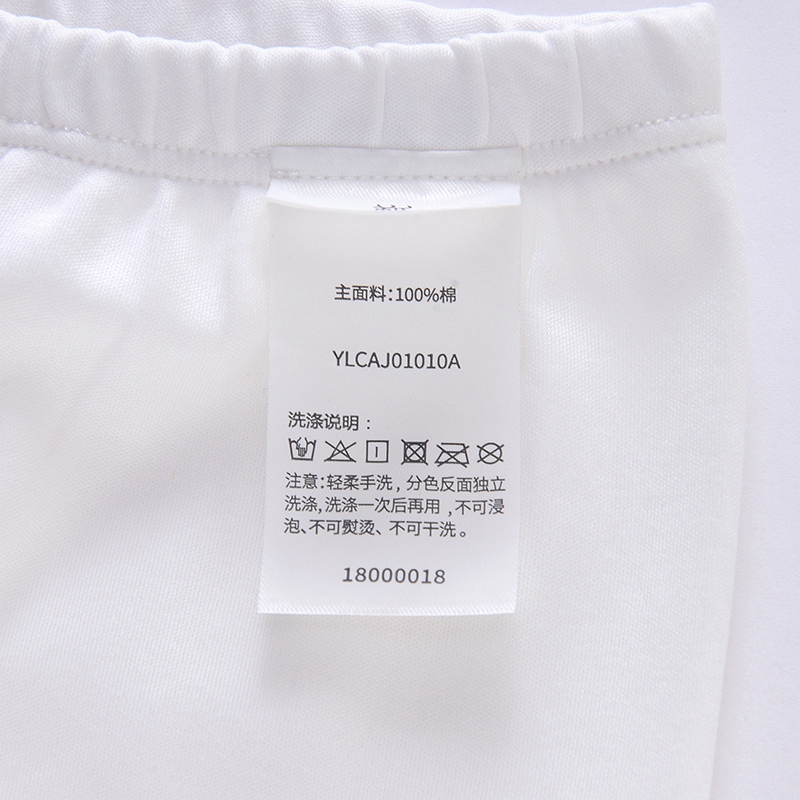 主面料:100%棉
YLCAJ01010A
洗涤说明:
注意:轻柔手洗,分色反面独立
洗涤,洗涤一次后再用,不可浸
泡、不可熨烫、不可干洗。
18000018